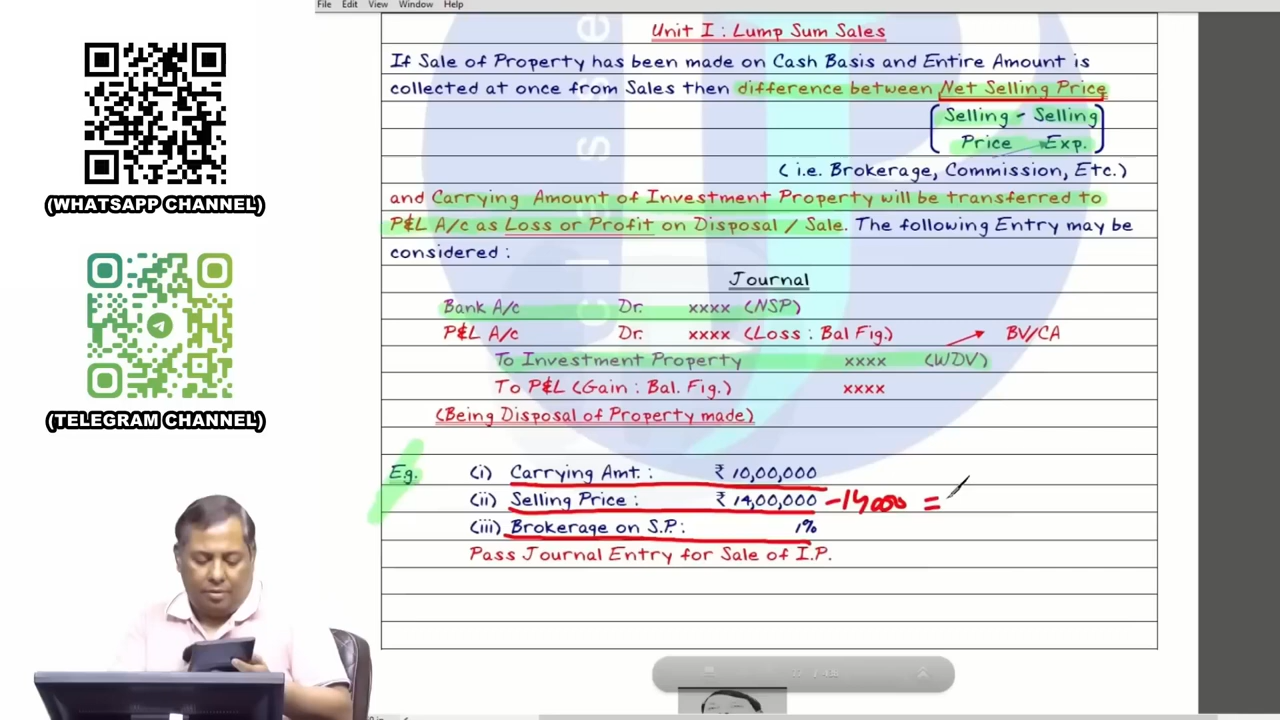 File Edit View Window Help
Unit I : Lump Sum Sales
If Sale of Property has been made on Cash Basis and Entire Amount is
collected at once from Sales then difference between Net Selling Price
Selling - Selling
Price Exp.
( i.e. Brokerage, Commission, Etc.)
and Carrying Amount of Investment Property will be transferred to
P&L A/c as Loss or Profit on Disposal / Sale. The following Entry may be
considered :
Journal
Bank A/c Dr. xxxx (NSP)
P&L A/c Dr. xxxx (Loss : Bal Fig.) BV/CA
To Investment Property xxxx (WDV)
To P&L (Gain : Bal. Fig.) xxxx
(Being Disposal of Property made)
Eg. (i) Carrying Amt. : ₹ 10,00,000
(ii) Selling Price : ₹ 14,00,000 -14000 =
(iii) Brokerage on S.P: 1%
Pass Journal Entry for Sale of I.P.
(WHATSAPP CHANNEL)
(TELEGRAM CHANNEL)